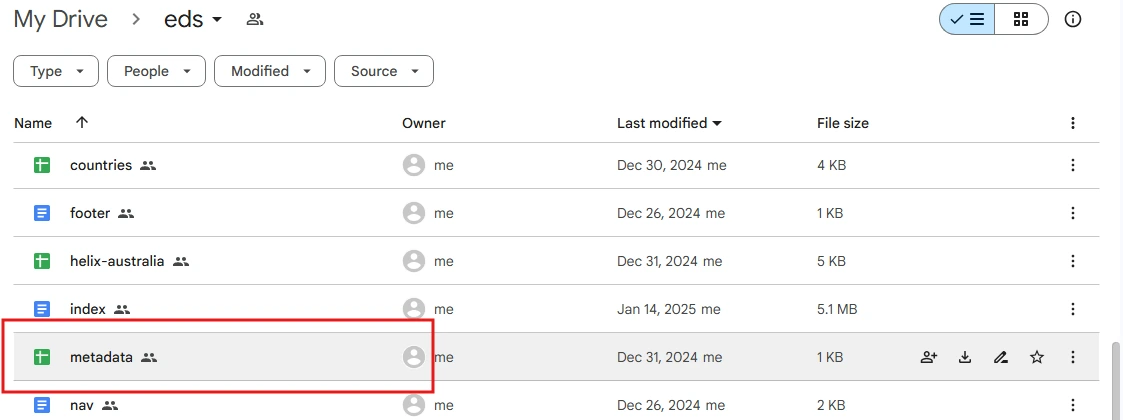 My Drive > eds
Type People Modified Source
Name Owner Last modified File size
countries me Dec 30, 2024 me 4 KB
footer me Dec 26, 2024 me 1 KB
helix-australia me Dec 31, 2024 me 5 KB
index me Jan 14, 2025 me 5.1 MB
metadata me Dec 31, 2024 me 1 KB
nav me Dec 26, 2024 me 2 KB